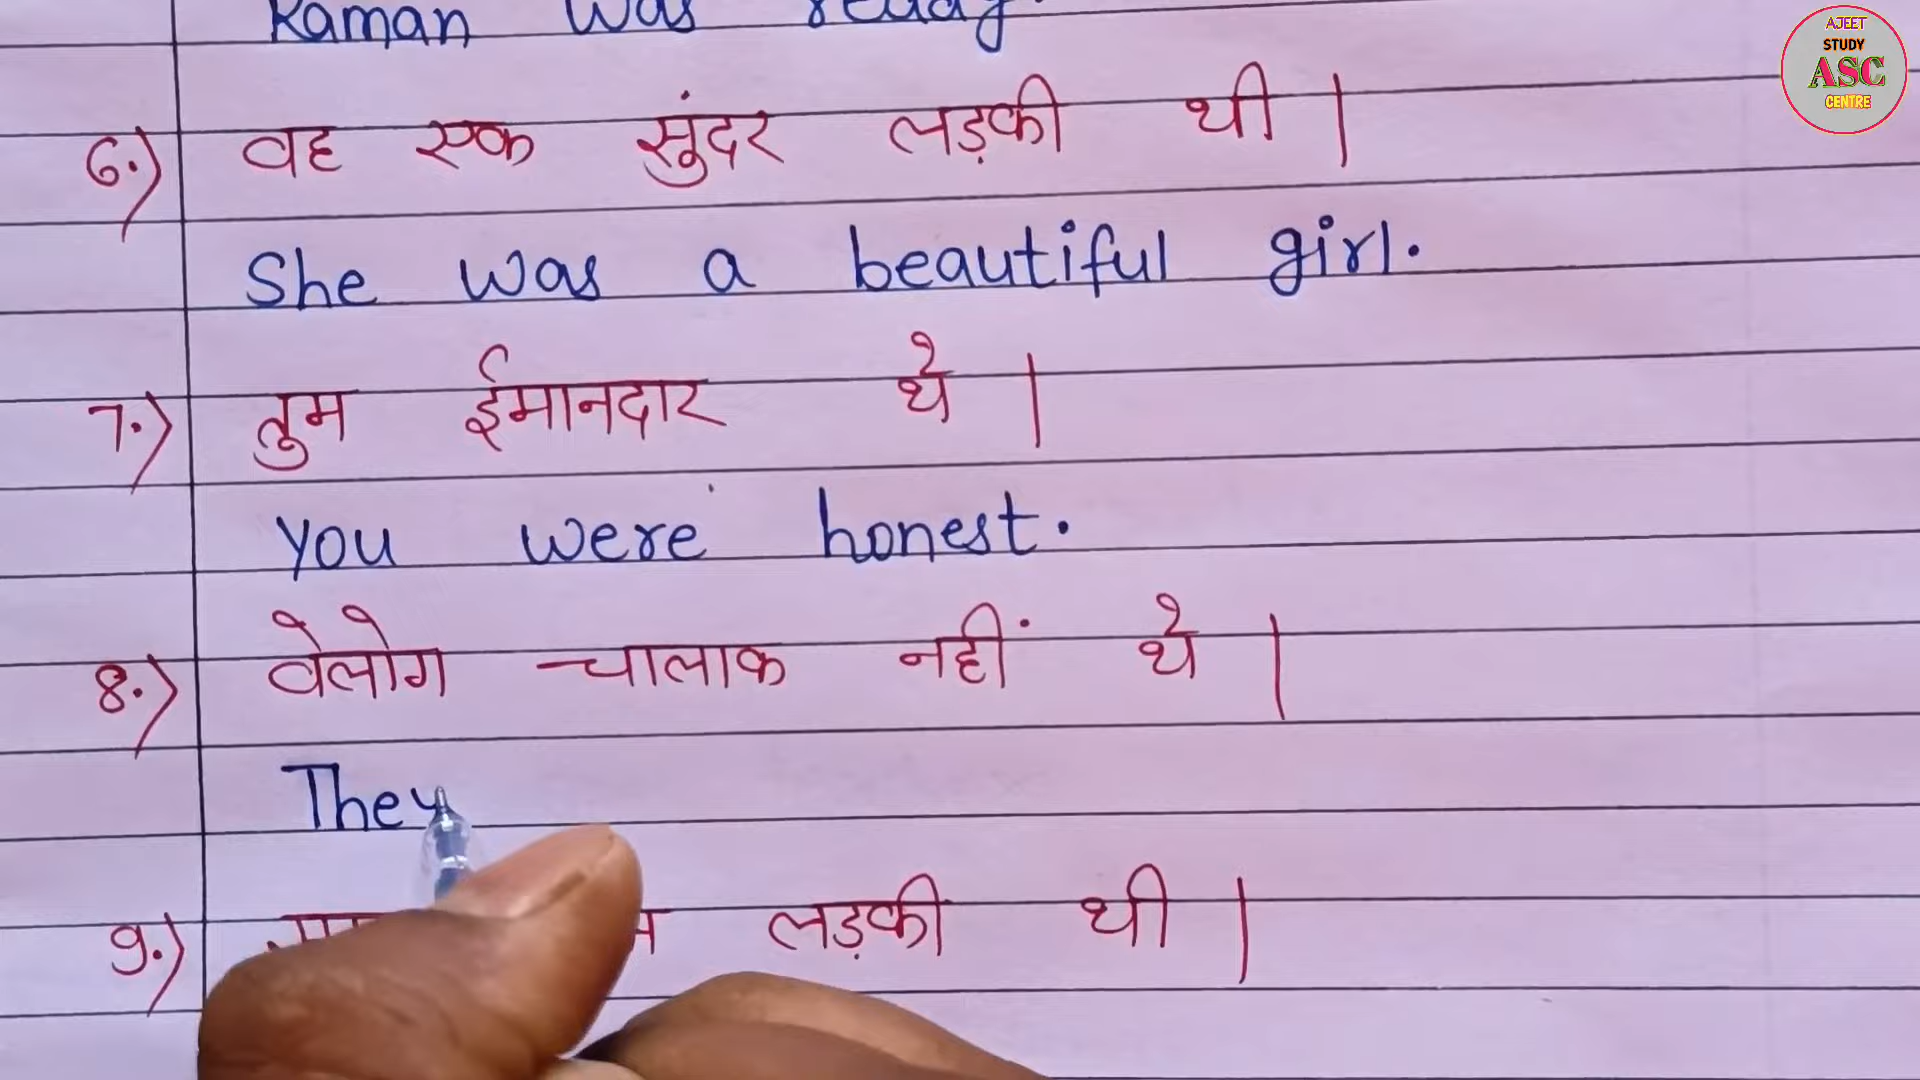 Raman was ready.
6.) वह एक सुंदर लड़की थी |
She was a beautiful girl.
7.) तुम ईमानदार थे |
You were honest.
8.) वेलोग चालाक नहीं थे |
They
9.) लड़की थी |
AJEET
STUDY
ASC
CENTRE